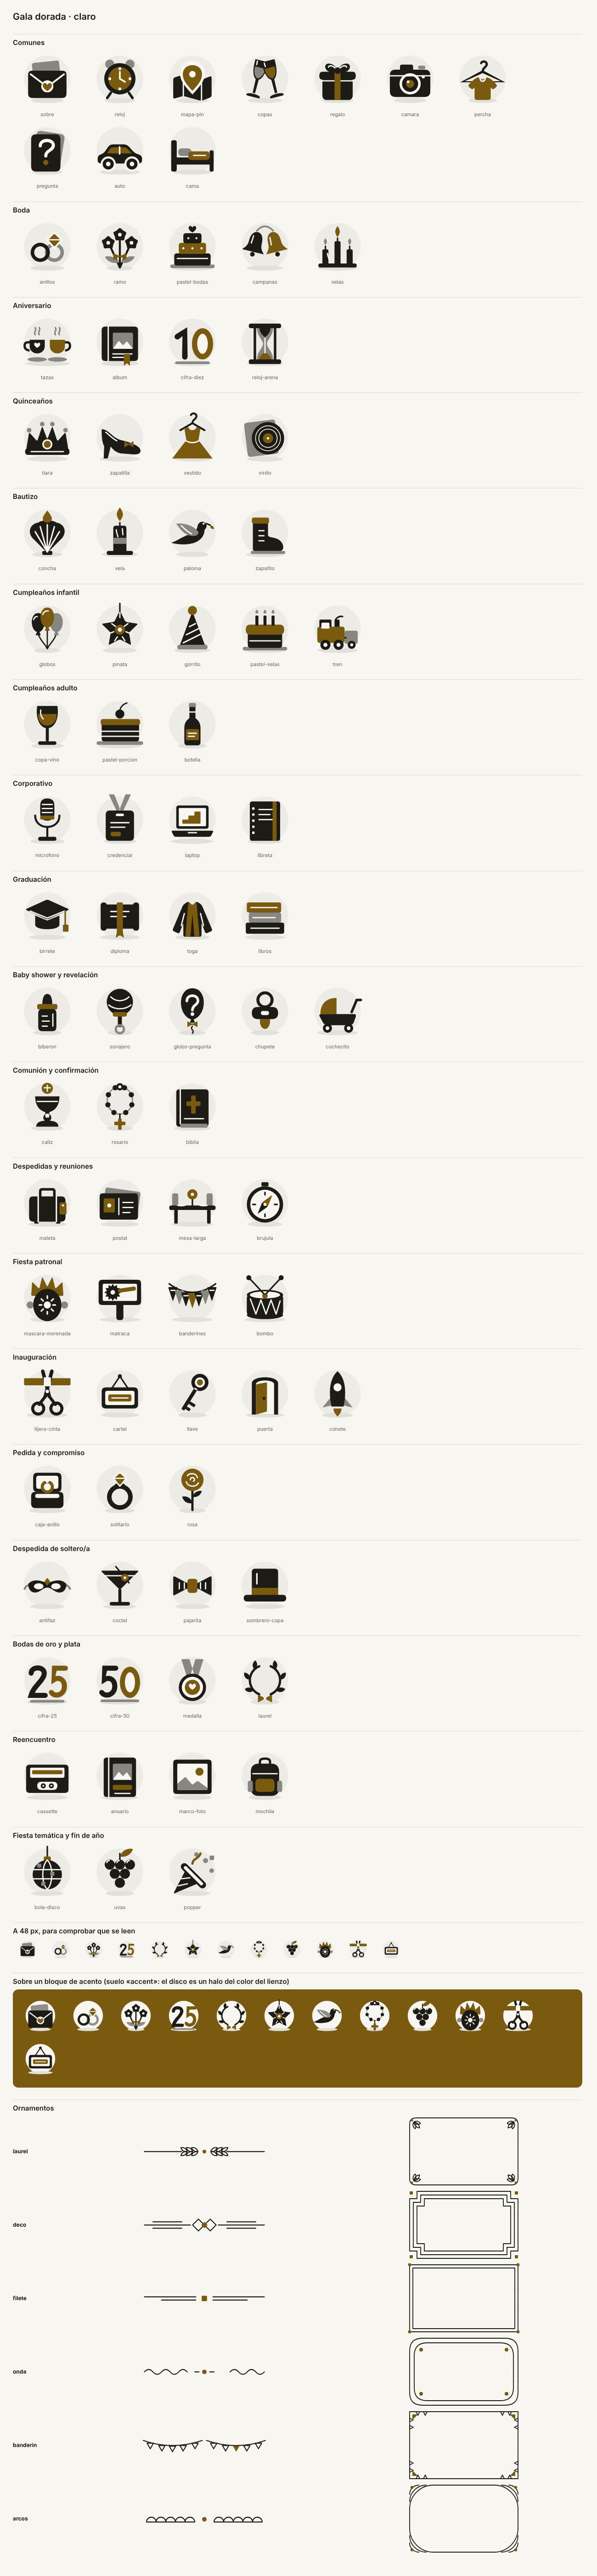 Gala dorada · claro
Comunes
sobre reloj mapa-pin copas regalo camara percha
pregunta auto cama
Boda
anillos ramo pastel-bodas campanas velas
Aniversario
10
tazas album cifra-diez reloj-arena
Quinceaños
tiara zapatilla vestido vinilo
Bautizo
concha vela paloma zapatito
Cumpleaños infantil
globos pinata gorrito pastel-velas tren
Cumpleaños adulto
copa-vino pastel-porcion botella
Corporativo
microfono credencial laptop libreta
Graduación
birrete diploma toga libros
Baby shower y revelación
?
biberon sonajero globo-pregunta chupete cochecito
Comunión y confirmación
caliz rosario biblia
Despedidas y reuniones
maleta postal mesa-larga brujula
Fiesta patronal
mascara-morenada matraca banderines bombo
Inauguración
tijera-cinta cartel llave puerta cohete
Pedida y compromiso
caja-anillo solitario rosa
Despedida de soltero/a
antifaz coctel pajarita sombrero-copa
Bodas de oro y plata
25 50
cifra-25 cifra-50 medalla laurel
Reencuentro
cassette anuario marco-foto mochila
Fiesta temática y fin de año
bola-disco uvas popper
A 48 px, para comprobar que se leen
25
Sobre un bloque de acento (suelo «accent»: el disco es un halo del color del lienzo)
25
Ornamentos
laurel
deco
filete
onda
banderin
arcos